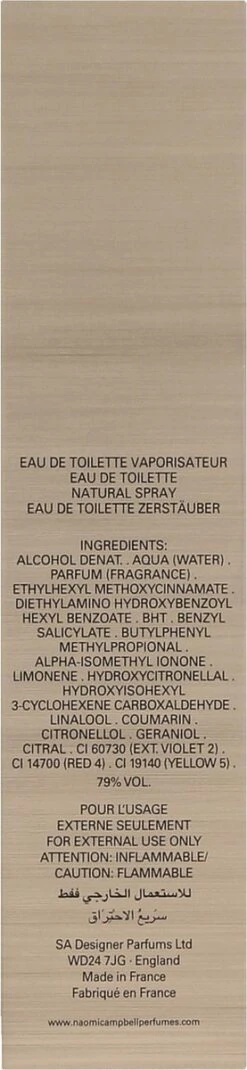 EAU DE TOILETTE VAPORISATEUR
EAU DE TOILETTE
NATURAL SPRAY
EAU DE TOILETTE ZERSTÄUBER
INGREDIENTS:
ALCOHOL DENAT. . AQUA (WATER) .
PARFUM (FRAGRANCE) .
ETHYLHEXYL METHOXYCINNAMATE .
DIETHYLAMINO HYDROXYBENZOYL
HEXYL BENZOATE . BHT . BENZYL
SALICYLATE . BUTYLPHENYL
METHYLPROPIONAL .
ALPHA-ISOMETHYL IONONE .
LIMONENE . HYDROXYCITRONELLAL .
HYDROXYISOHEXYL
3-CYCLOHEXENE CARBOXALDEHYDE .
LINALOOL . COUMARIN .
CITRONELLOL . GERANIOL .
CITRAL . CI 60730 (EXT. VIOLET 2) .
CI 14700 (RED 4) . CI 19140 (YELLOW 5) .
79% VOL.
POUR L'USAGE
EXTERNE SEULEMENT
FOR EXTERNAL USE ONLY
ATTENTION: INFLAMMABLE/
CAUTION: FLAMMABLE
للاستعمال الخارجي فقط
سريع الاحتراق
SA Designer Parfums Ltd
WD24 7JG · England
Made in France
Fabriqué en France
www.naomicampbellperfumes.com